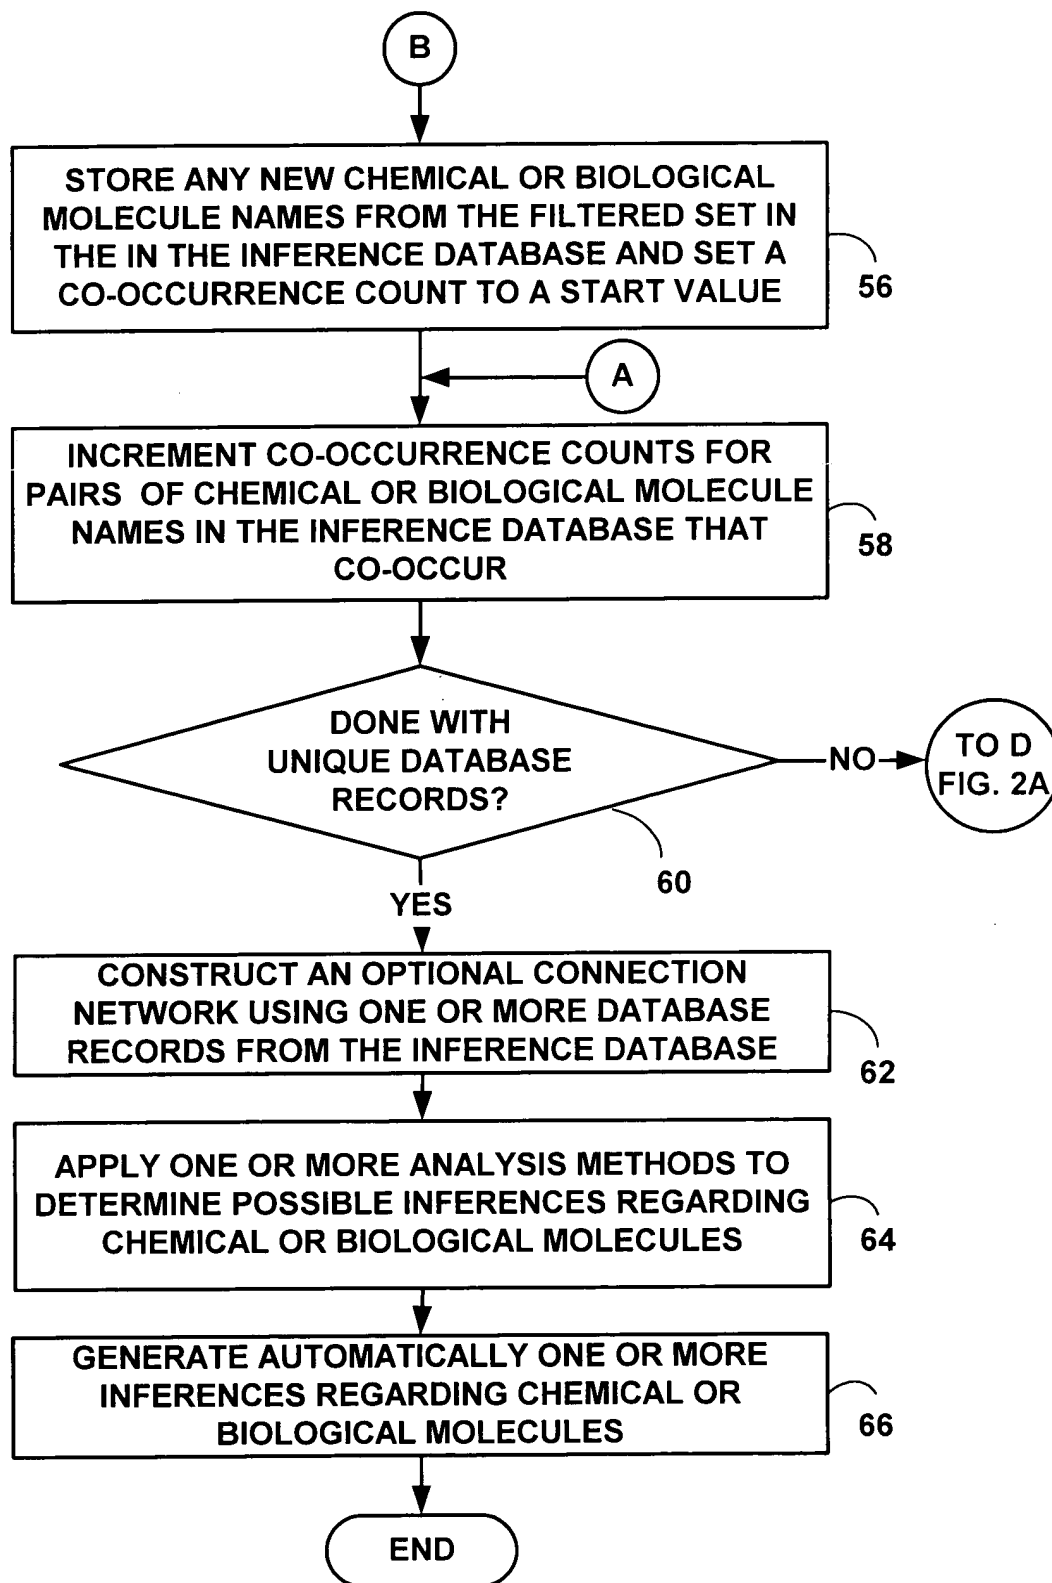 B
STORE ANY NEW CHEMICAL OR BIOLOGICAL
MOLECULE NAMES FROM THE FILTERED SET IN
THE IN THE INFERENCE DATABASE AND SET A
CO-OCCURRENCE COUNT TO A START VALUE
56
A
INCREMENT CO-OCCURRENCE COUNTS FOR
PAIRS OF CHEMICAL OR BIOLOGICAL MOLECULE
NAMES IN THE INFERENCE DATABASE THAT
CO-OCCUR
58
DONE WITH
UNIQUE DATABASE
RECORDS?
60
NO
TO D
FIG. 2A
YES
CONSTRUCT AN OPTIONAL CONNECTION
NETWORK USING ONE OR MORE DATABASE
RECORDS FROM THE INFERENCE DATABASE
62
APPLY ONE OR MORE ANALYSIS METHODS TO
DETERMINE POSSIBLE INFERENCES REGARDING
CHEMICAL OR BIOLOGICAL MOLECULES
64
GENERATE AUTOMATICALLY ONE OR MORE
INFERENCES REGARDING CHEMICAL OR
BIOLOGICAL MOLECULES
66
END